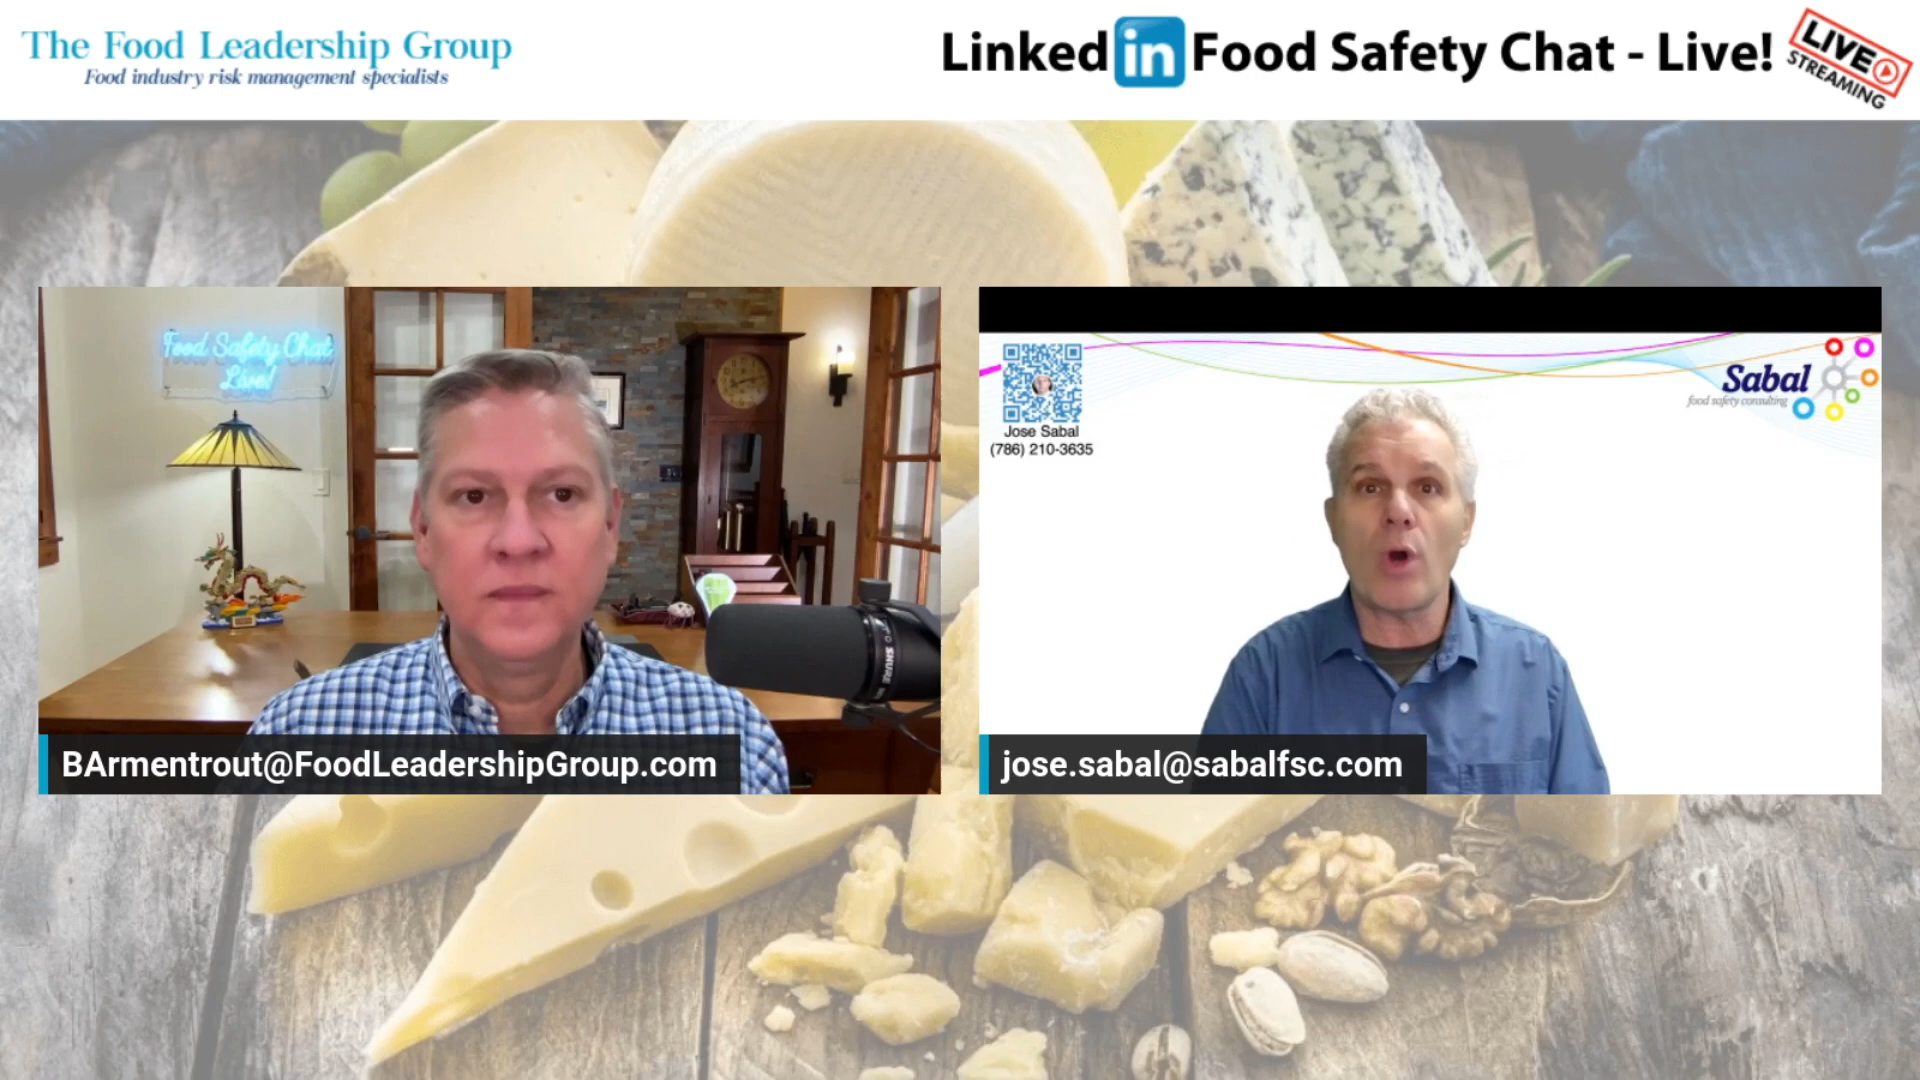 The Food Leadership Group
Food industry risk management specialists
Linked in Food Safety Chat - Live!
LIVE
STREAMING
Food Safety Chat
Live!
Jose Sabal
(786) 210-3635
Sabal
food safety consulting
SHURE
BArmentrout@FoodLeadershipGroup.com
jose.sabal@sabalfsc.com